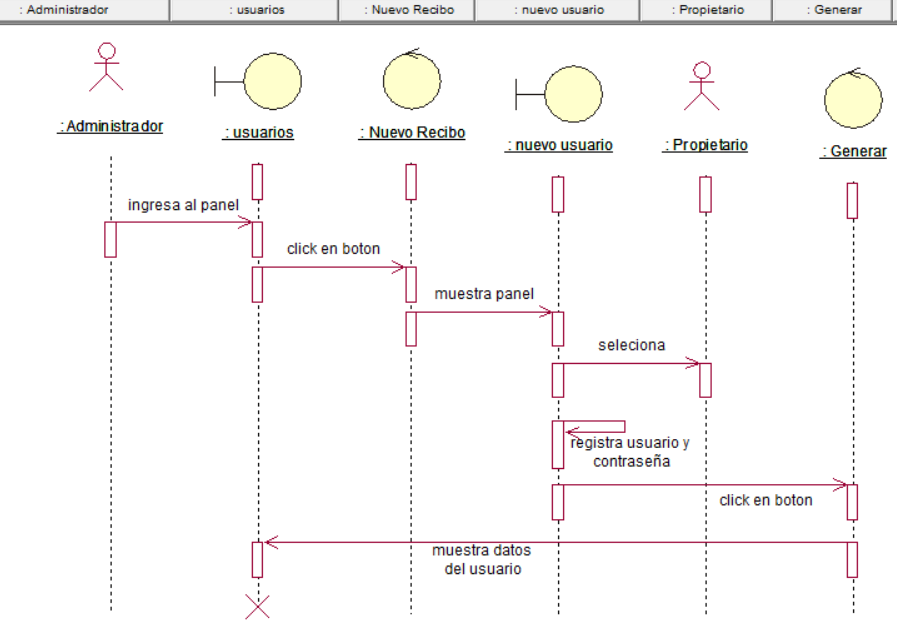 : Administrador
: usuarios
: Nuevo Recibo
: nuevo usuario
: Propietario
: Generar
: Administrador
: usuarios
: Nuevo Recibo
: nuevo usuario
: Propietario
: Generar
ingresa al panel
click en boton
muestra panel
seleciona
registra usuario y
contraseña
click en boton
muestra datos
del usuario